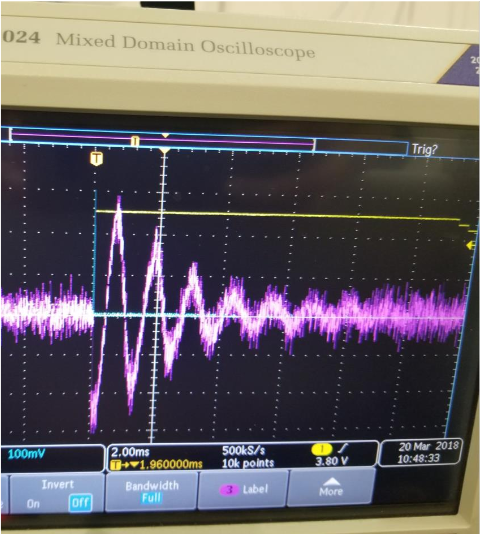 024 Mixed Domain Oscilloscope
20
T
Trig?
100mV
2.00ms
500kS/s
1
T→▼1.960000ms
10k points
3.80 V
20 Mar 2018
10:48:33
Invert
On Off
Bandwidth
Full
3 Label
More